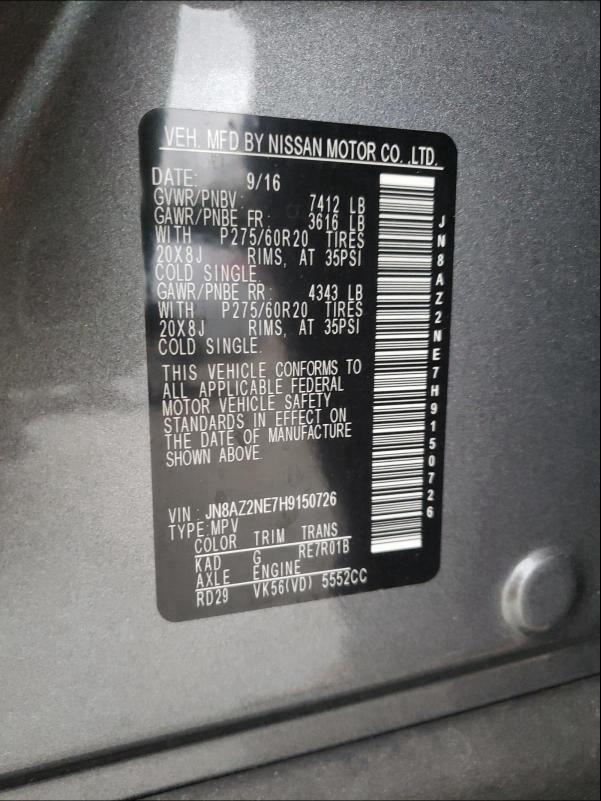 VEH. MFD BY NISSAN MOTOR CO. ,LTD.
DATE: 9/16
GVWR/PNBV: 7412 LB
GAWR/PNBE FR: 3616 LB
WITH P275/60R20 TIRES
20X8J RIMS, AT 35PSI
COLD SINGLE.
GAWR/PNBE RR: 4343 LB
WITH P275/60R20 TIRES
20X8J RIMS, AT 35PSI
COLD SINGLE.
THIS VEHICLE CONFORMS TO
ALL APPLICABLE FEDERAL
MOTOR VEHICLE SAFETY
STANDARDS IN EFFECT ON
THE DATE OF MANUFACTURE
SHOWN ABOVE.
VIN: JN8AZ2NE7H9150726
TYPE:MPV
COLOR TRIM TRANS
KAD G RE7R01B
AXLE ENGINE
RD29 VK56(VD) 5552CC
JN8AZ2NE7H9150726